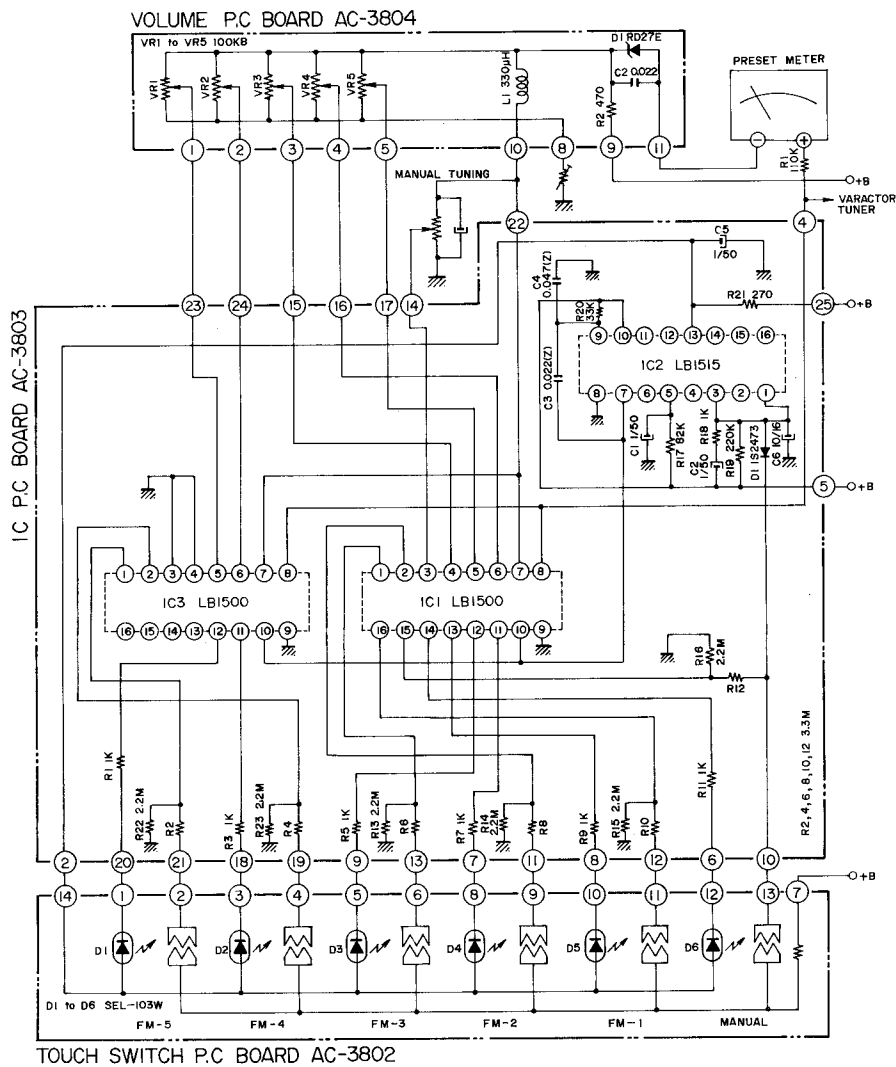 VOLUME P.C BOARD AC-3804
VR1 to VR5 100KB
VR1
VR2
VR3
VR4
VR5
L1 330μH
D1 RD27E
C2 0.022
R2 470
PRESET METER
− +
R1 110K
1 2 3 4 5 10 8 9 11
MANUAL TUNING
+B
VARACTOR
TUNER
22
4
C5
1/50
23 24 15 16 17 14
C4
0.047(Z)
R20
33K
R21 270
25
+B
9 10 11 12 13 14 15 16
IC2 LB1515
8 7 6 5 4 3 2 1
C3 0.022(Z)
C1 1/50
R17 82K
R18 1K
C2
1/50
R19 220K
D1 1S2473
C6 10/16
5
+B
IC P.C BOARD AC-3803
1 2 3 4 5 6 7 8
IC3 LB1500
16 15 14 13 12 11 10 9
1 2 3 4 5 6 7 8
IC1 LB1500
16 15 14 13 12 11 10 9
R16
2.2M
R12
R1 1K
R22 2.2M
R2
R3 1K
R23 2.2M
R4
R5 1K
R13 2.2M
R6
R7 1K
R14
2.2M
R8
R9 1K
R15 2.2M
R10
R11 1K
R2,4,6,8,10,12 3.3M
2 20 21 18 19 9 13 7 11 8 12 6 10
+B
14 1 2 3 4 5 6 8 9 10 11 12 13 7
D1
D2
D3
D4
D5
D6
D1 to D6 SEL-103W
FM-5 FM-4 FM-3 FM-2 FM-1 MANUAL
TOUCH SWITCH P.C BOARD AC-3802